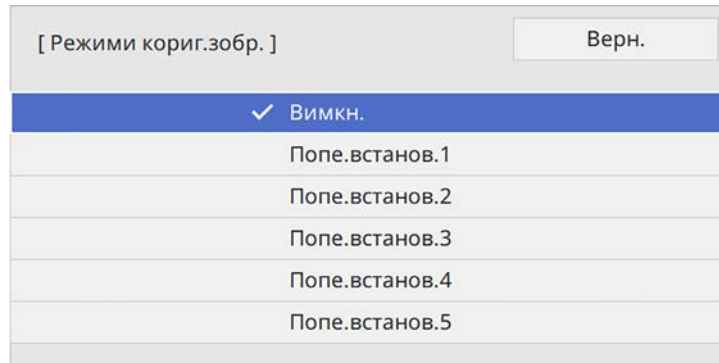 [ Режими кориг.зобр. ]
Верн.
Вимкн.
Попе.встанов.1
Попе.встанов.2
Попе.встанов.3
Попе.встанов.4
Попе.встанов.5